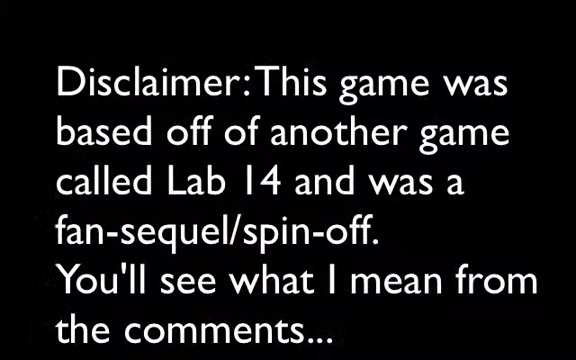 Disclaimer: This game was
based off of another game
called Lab 14 and was a
fan-sequel/spin-off.
You'll see what I mean from
the comments...